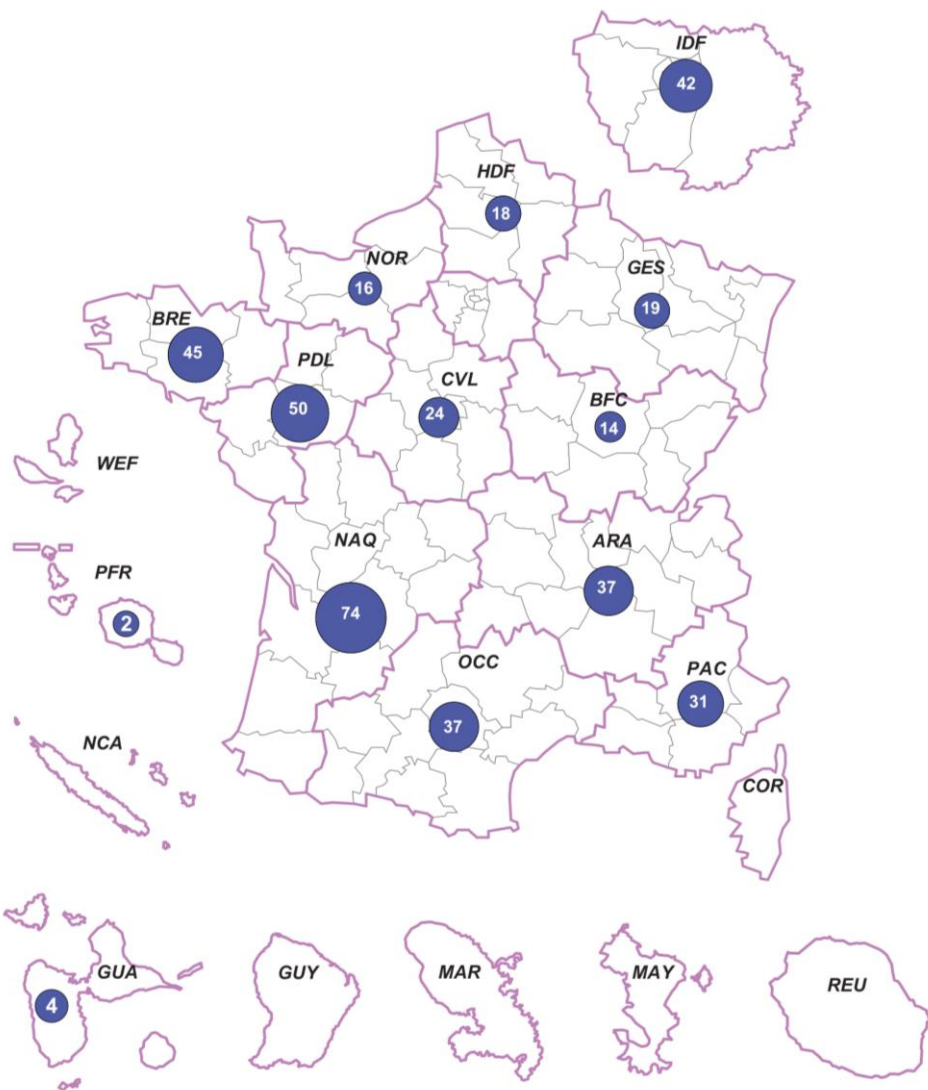 IDF
42
HDF
18
NOR
16
GES
19
BRE
45
PDL
50
CVL
24
BFC
14
WEF
NAQ
74
ARA
37
PFR
2
OCC
37
PAC
31
NCA
COR
GUA
4
GUY
MAR
MAY
REU